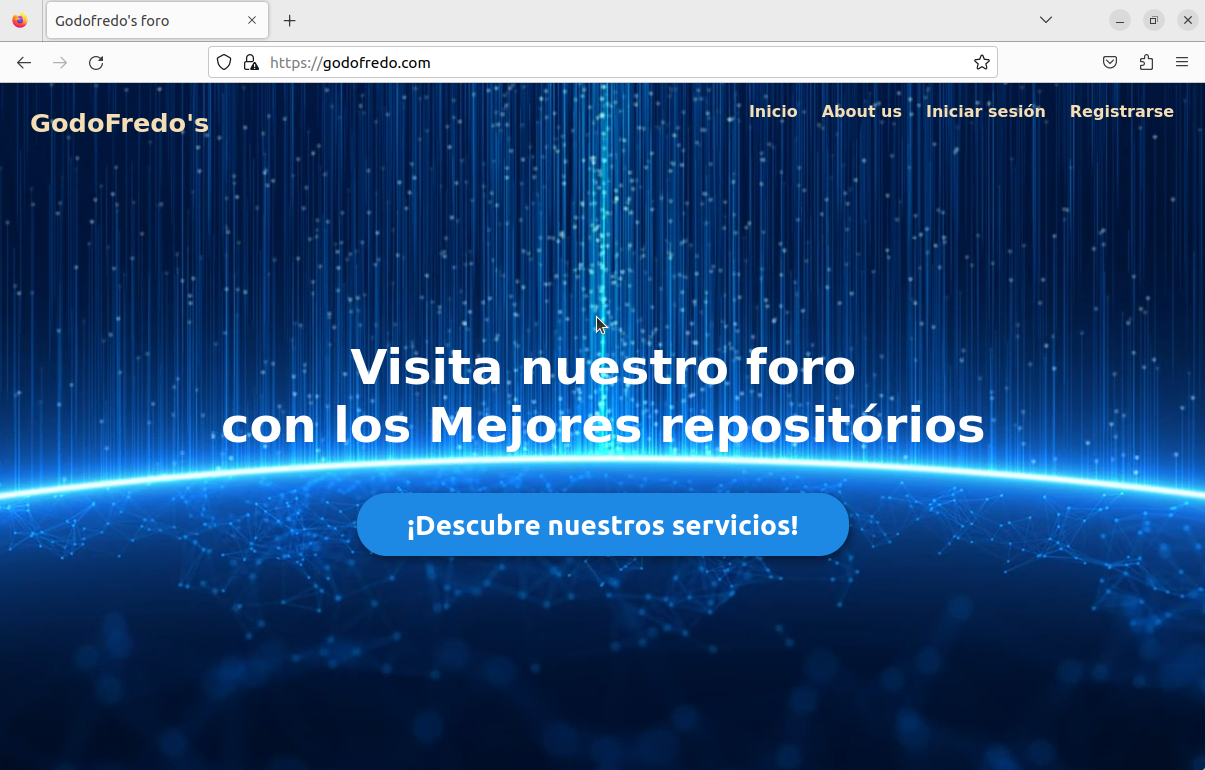 Godofredo's foro
https://godofredo.com
GodoFredo's
Inicio About us Iniciar sesión Registrarse
Visita nuestro foro
con los Mejores repositórios
¡Descubre nuestros servicios!